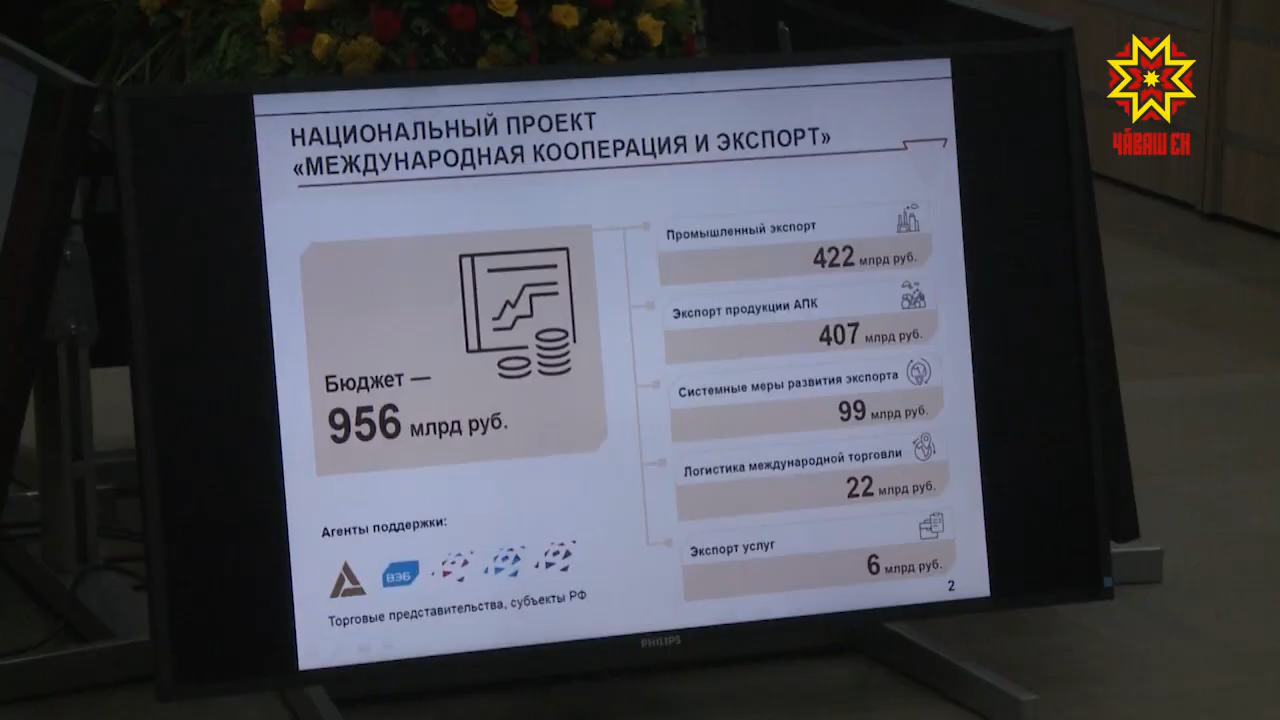 НАЦИОНАЛЬНЫЙ ПРОЕКТ
«МЕЖДУНАРОДНАЯ КООПЕРАЦИЯ И ЭКСПОРТ»
Бюджет —
956 млрд руб.
Агенты поддержки:
ВЭБ
Торговые представительства, субъекты РФ
Промышленный экспорт
422 млрд руб.
Экспорт продукции АПК
407 млрд руб.
Системные меры развития экспорта
99 млрд руб.
Логистика международной торговли
22 млрд руб.
Экспорт услуг
6 млрд руб.
2
PHILIPS
ЧӐВАШ ЕН